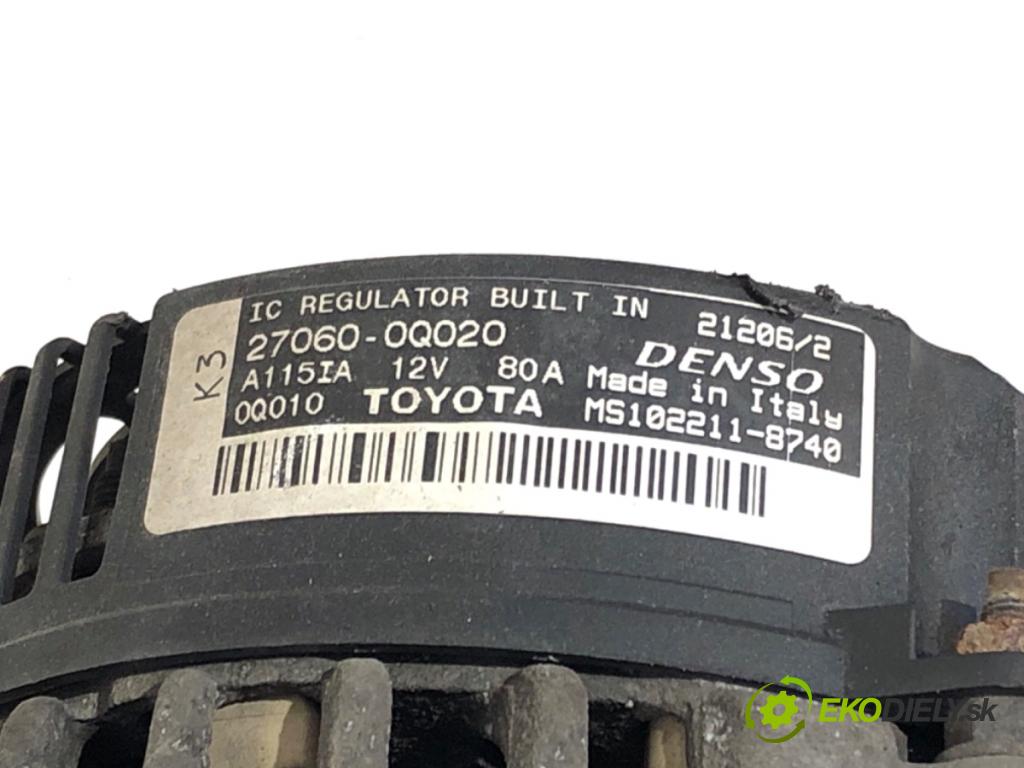 K3
IC REGULATOR BUILT IN 21206/2
27060-0Q020 DENSO
A115IA 12V 80A Made in Italy
0Q010 TOYOTA MS102211-8740
EKODIELY.sk